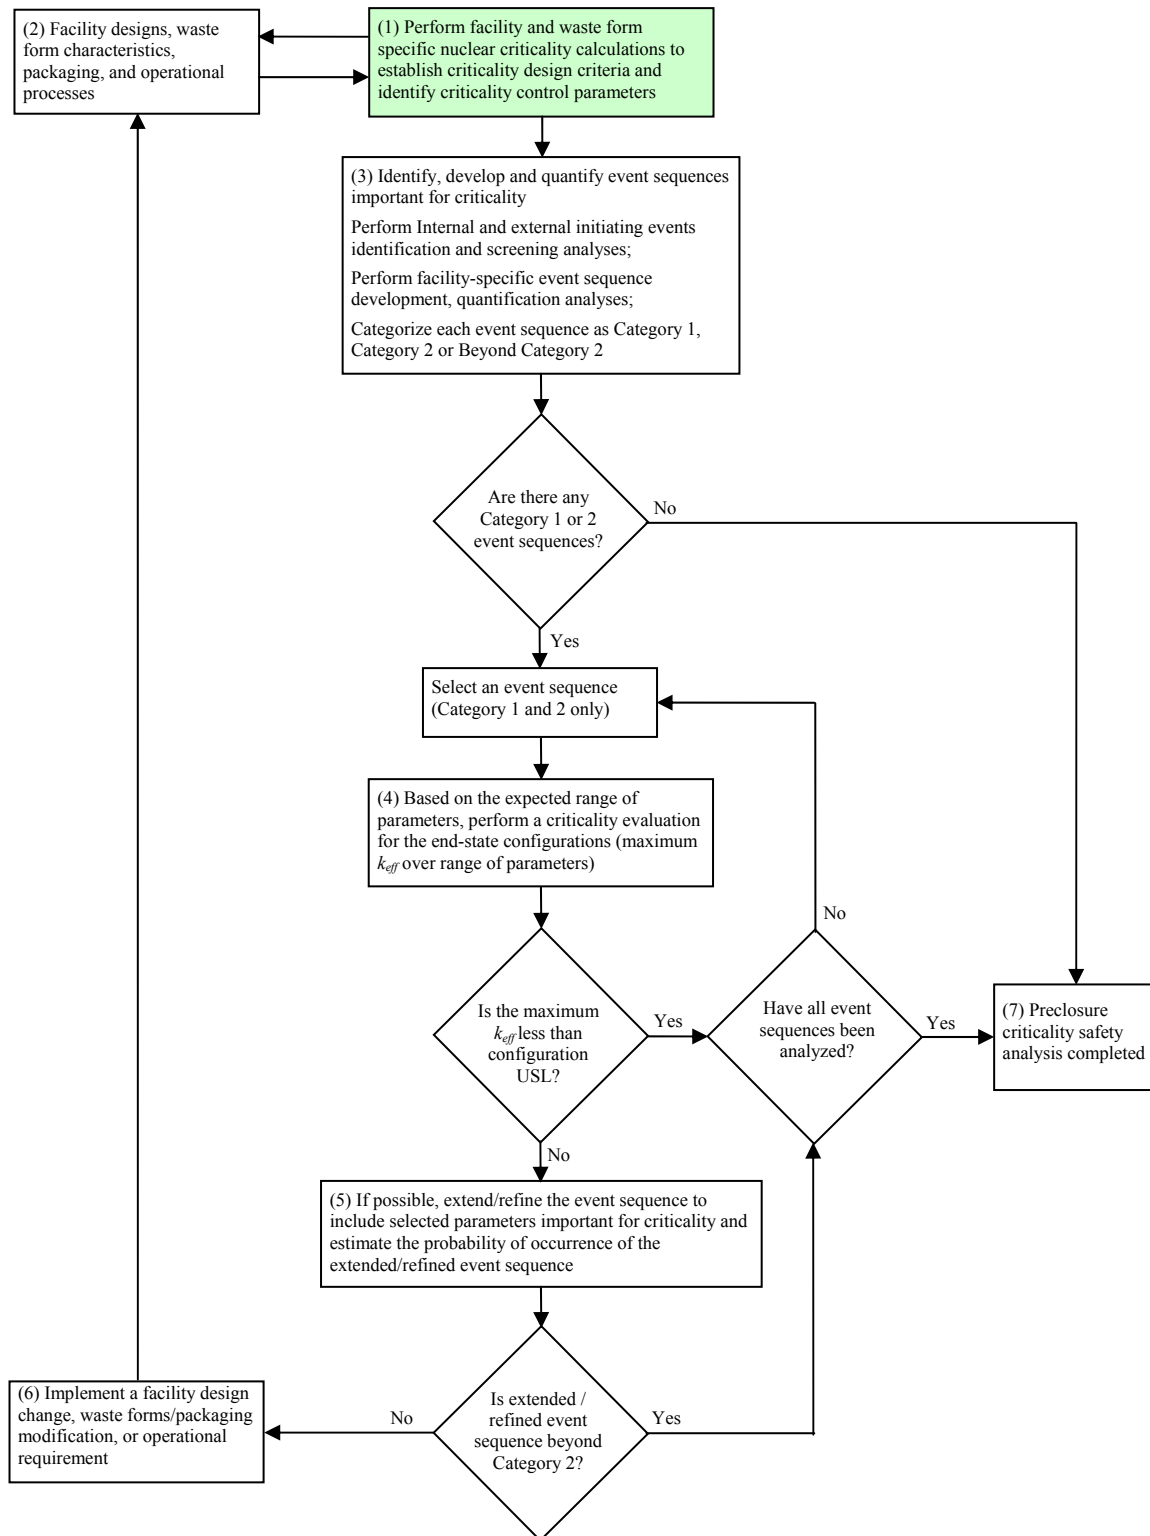 (2) Facility designs, waste
form characteristics,
packaging, and operational
processes
(1) Perform facility and waste form
specific nuclear criticality calculations to
establish criticality design criteria and
identify criticality control parameters
(3) Identify, develop and quantify event sequences
important for criticality
Perform Internal and external initiating events
identification and screening analyses;
Perform facility-specific event sequence
development, quantification analyses;
Categorize each event sequence as Category 1,
Category 2 or Beyond Category 2
Are there any
Category 1 or 2
event sequences?
No
Yes
Select an event sequence
(Category 1 and 2 only)
(4) Based on the expected range of
parameters, perform a criticality evaluation
for the end-state configurations (maximum
keff over range of parameters)
No
Is the maximum
keff less than
configuration
USL?
Yes
Have all event
sequences been
analyzed?
Yes
(7) Preclosure
criticality safety
analysis completed
No
(5) If possible, extend/refine the event sequence to
include selected parameters important for criticality and
estimate the probability of occurrence of the
extended/refined event sequence
(6) Implement a facility design
change, waste forms/packaging
modification, or operational
requirement
No
Is extended /
refined event
sequence beyond
Category 2?
Yes